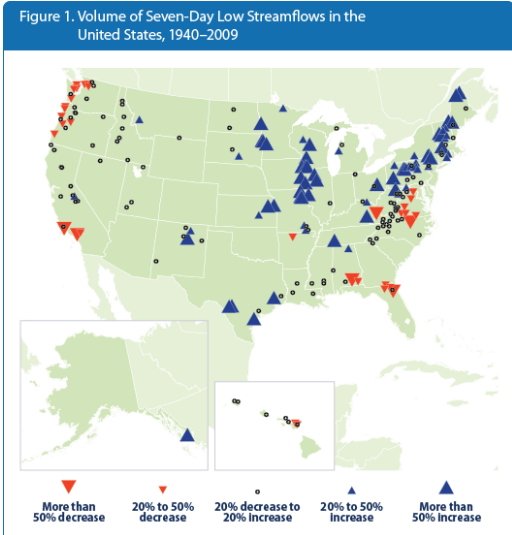 Figure 1. Volume of Seven-Day Low Streamflows in the
United States, 1940–2009
More than
50% decrease
20% to 50%
decrease
20% decrease to
20% increase
20% to 50%
increase
More than
50% increase